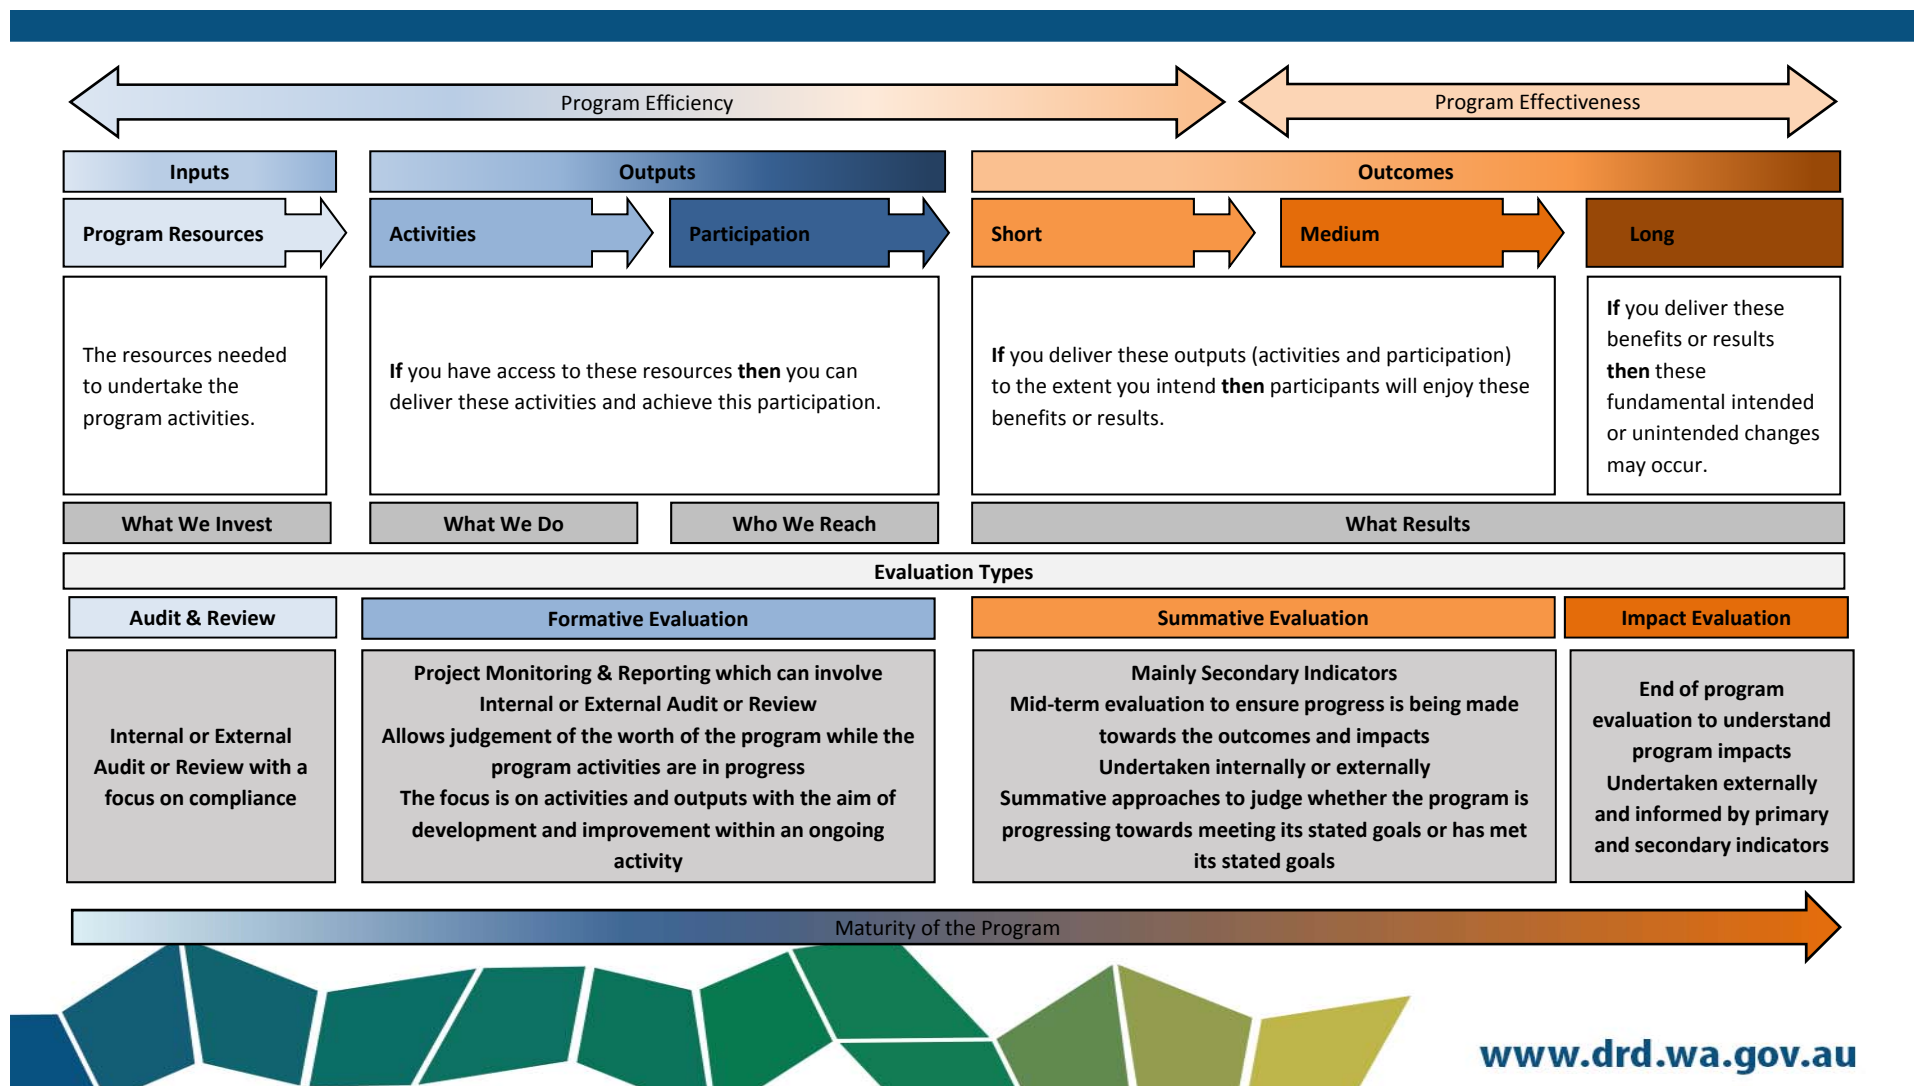 Program Efficiency
Program Effectiveness
Inputs
Outputs
Outcomes
Program Resources
Activities
Participation
Short
Medium
Long
The resources needed
to undertake the
program activities.
If you have access to these resources then you can
deliver these activities and achieve this participation.
If you deliver these outputs (activities and participation)
to the extent you intend then participants will enjoy these
benefits or results.
If you deliver these
benefits or results
then these
fundamental intended
or unintended changes
may occur.
What We Invest
What We Do
Who We Reach
What Results
Evaluation Types
Audit & Review
Formative Evaluation
Summative Evaluation
Impact Evaluation
Internal or External
Audit or Review with a
focus on compliance
Project Monitoring & Reporting which can involve
Internal or External Audit or Review
Allows judgement of the worth of the program while the
program activities are in progress
The focus is on activities and outputs with the aim of
development and improvement within an ongoing
activity
Mainly Secondary Indicators
Mid-term evaluation to ensure progress is being made
towards the outcomes and impacts
Undertaken internally or externally
Summative approaches to judge whether the program is
progressing towards meeting its stated goals or has met
its stated goals
End of program
evaluation to understand
program impacts
Undertaken externally
and informed by primary
and secondary indicators
Maturity of the Program
www.drd.wa.gov.au